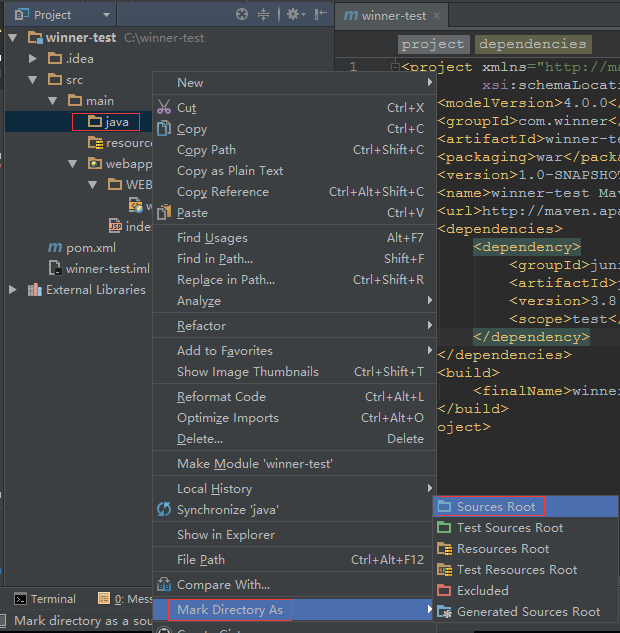 Project
winner-test C:\winner-test
.idea
src
main
java
resource
webapp
WEB
w
index
pom.xml
winner-test.iml
External Libraries
New
Cut Ctrl+X
Copy Ctrl+C
Copy Path Ctrl+Shift+C
Copy as Plain Text
Copy Reference Ctrl+Alt+Shift+C
Paste Ctrl+V
Find Usages Alt+F7
Find in Path... Shift+F
Replace in Path... Ctrl+Shift+R
Analyze
Refactor
Add to Favorites
Show Image Thumbnails Ctrl+Shift+T
Reformat Code Ctrl+Alt+L
Optimize Imports Ctrl+Alt+O
Delete... Delete
Make Module 'winner-test'
Local History
Synchronize 'java'
Show in Explorer
File Path Ctrl+Alt+F12
Compare With...
Mark Directory As
Sources Root
Test Sources Root
Resources Root
Test Resources Root
Excluded
Generated Sources Root
winner-test
project dependencies
1 <project xmlns="http://ma
xsi:schemaLocati
<modelVersion>4.0.0</
<groupId>com.winner</
<artifactId>winner-te
<packaging>war</packa
<version>1.0-SNAPSHOT
<name>winner-test Mav
<url>http://maven.apa
<dependencies>
<dependency>
<groupId>juni
<artifactId>j
<version>3.8
<scope>test</
</dependency>
</dependencies>
<build>
<finalName>winner
</build>
oject>
Terminal 0: Mess
Mark directory as a sou